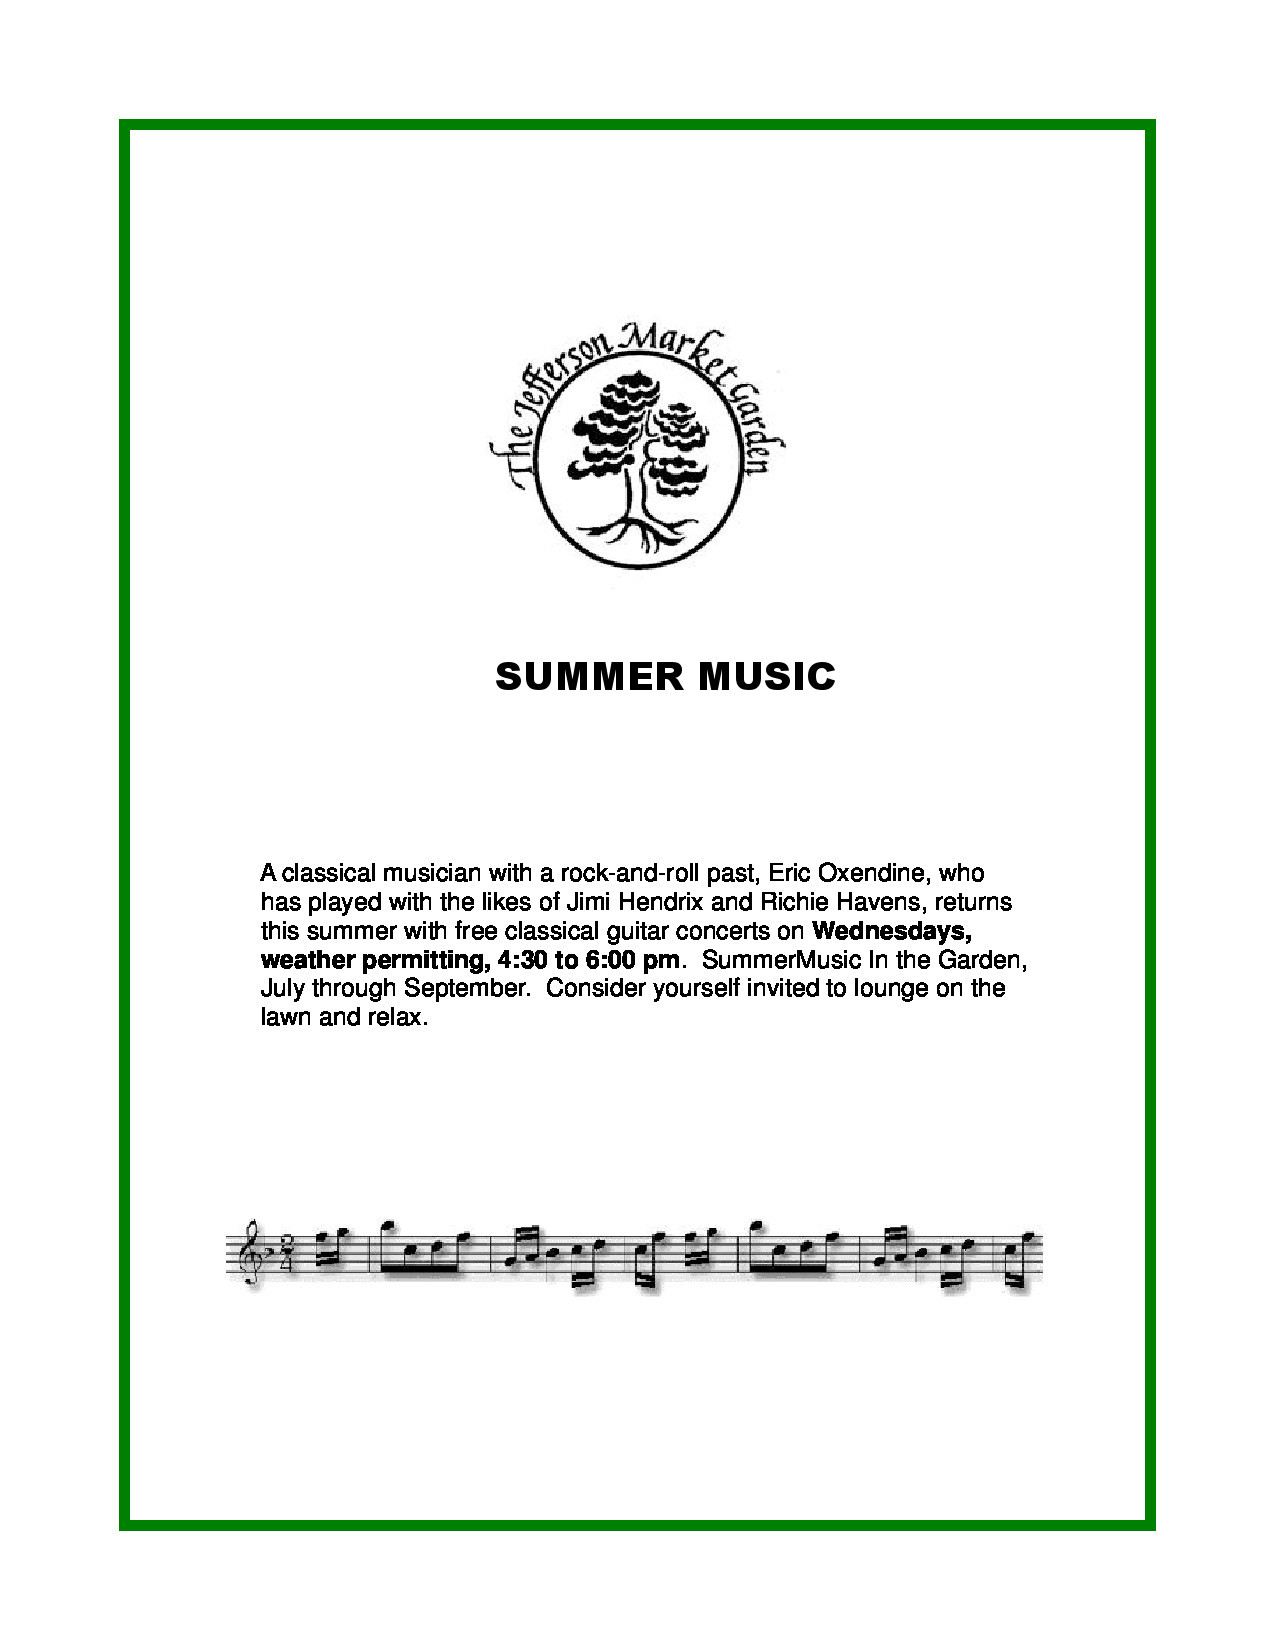 The Jefferson Market Garden
SUMMER MUSIC
A classical musician with a rock-and-roll past, Eric Oxendine, who
has played with the likes of Jimi Hendrix and Richie Havens, returns
this summer with free classical guitar concerts on Wednesdays,
weather permitting, 4:30 to 6:00 pm.  SummerMusic In the Garden,
July through September.  Consider yourself invited to lounge on the
lawn and relax.
2
4